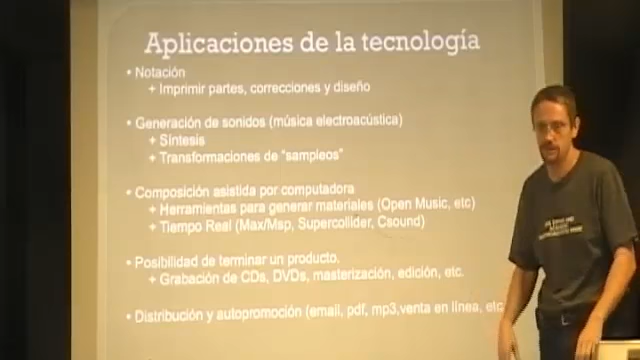 Aplicaciones de la tecnología
• Notación
+ Imprimir partes, correcciones y diseño
• Generación de sonidos (música electroacústica)
+ Síntesis
+ Transformaciones de "sampleos"
• Composición asistida por computadora
+ Herramientas para generar materiales (Open Music, etc)
+ Tiempo Real (Max/Msp, Supercollider, Csound)
• Posibilidad de terminar un producto.
+ Grabación de CDs, DVDs, masterización, edición, etc.
• Distribución y autopromoción (email, pdf, mp3,venta en línea, etc